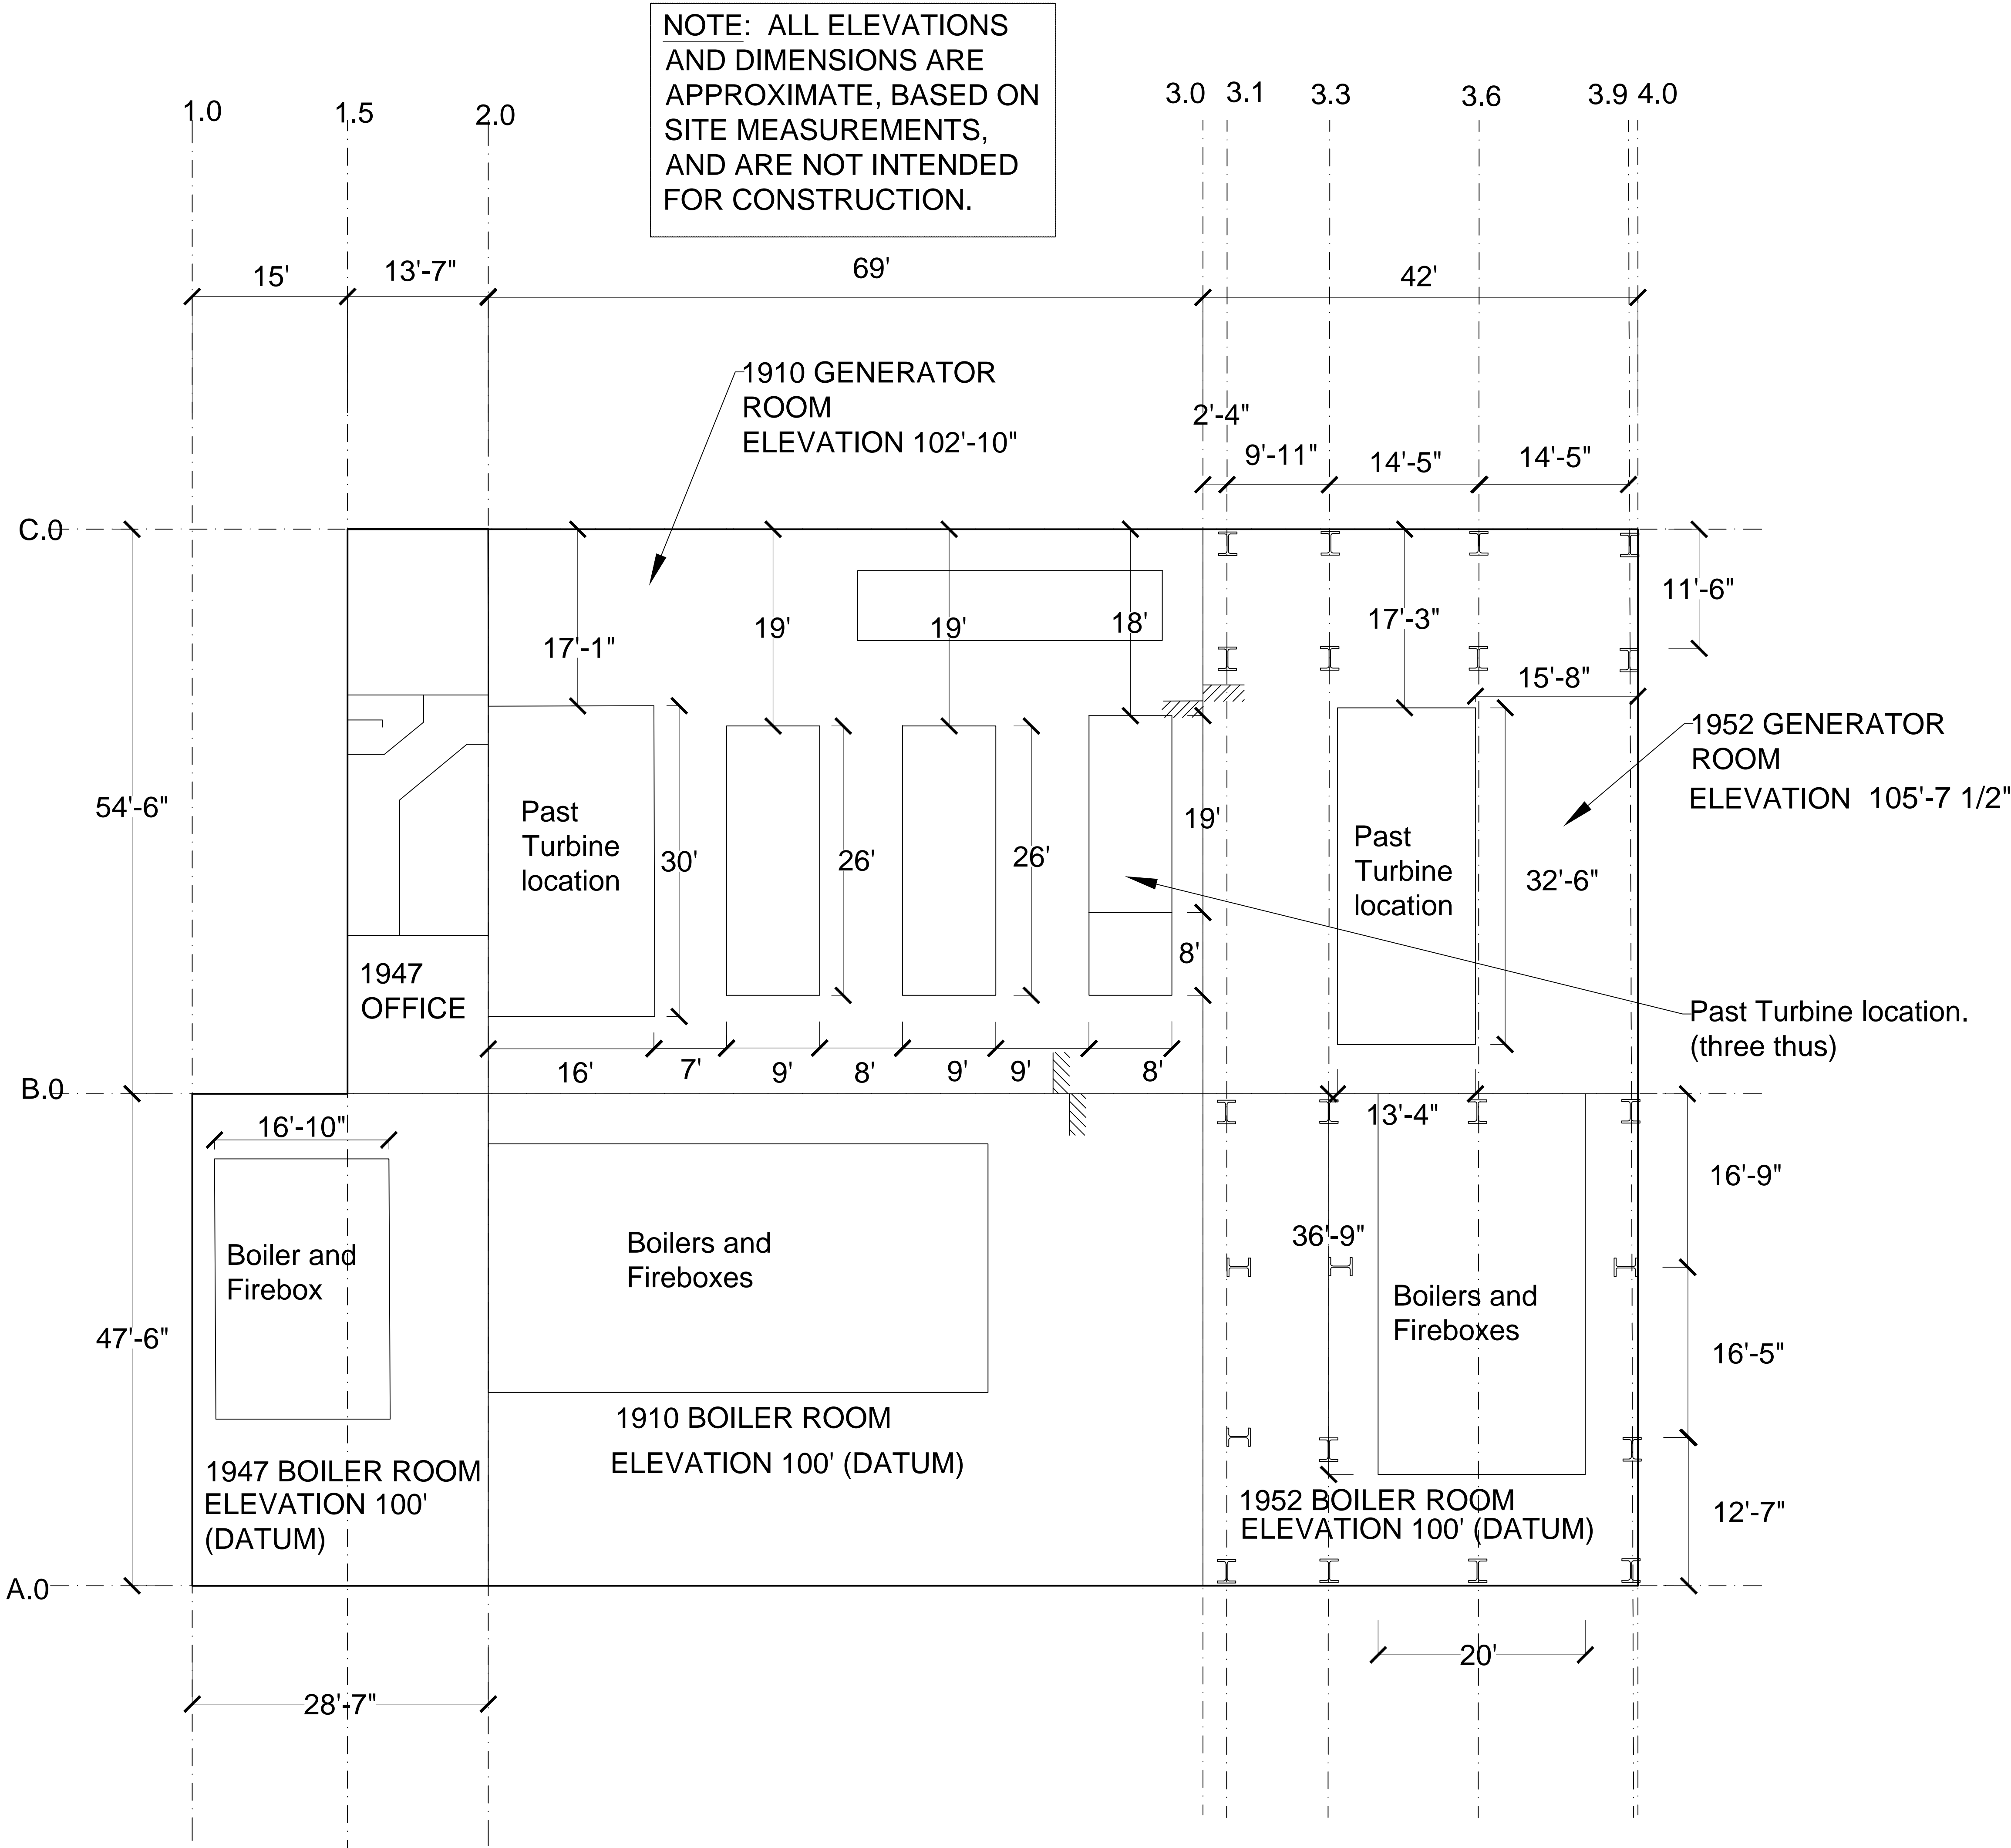 NOTE:  ALL ELEVATIONS
AND DIMENSIONS ARE
APPROXIMATE, BASED ON
SITE MEASUREMENTS,
AND ARE NOT INTENDED
FOR CONSTRUCTION.
1.0
1.5
2.0
3.0
3.1
3.3
3.6
3.9
4.0
15'
13'-7"
69'
42'
1910 GENERATOR
ROOM
ELEVATION 102'-10"
2'-4"
9'-11"
14'-5"
14'-5"
C.0
17'-1"
19'
19'
18'
17'-3"
11'-6"
15'-8"
1952 GENERATOR
ROOM
ELEVATION  105'-7 1/2"
54'-6"
Past
Turbine
location
30'
26'
26'
19'
8'
Past
Turbine
location
32'-6"
1947
OFFICE
Past Turbine location.
(three thus)
16'
7'
9'
8'
9'
9'
8'
B.0
16'-10"
13'-4"
16'-9"
Boiler and
Firebox
Boilers and
Fireboxes
36'-9"
Boilers and
Fireboxes
47'-6"
16'-5"
1910 BOILER ROOM
ELEVATION 100' (DATUM)
1947 BOILER ROOM
ELEVATION 100'
(DATUM)
1952 BOILER ROOM
ELEVATION 100' (DATUM)
12'-7"
A.0
20'
28'-7"